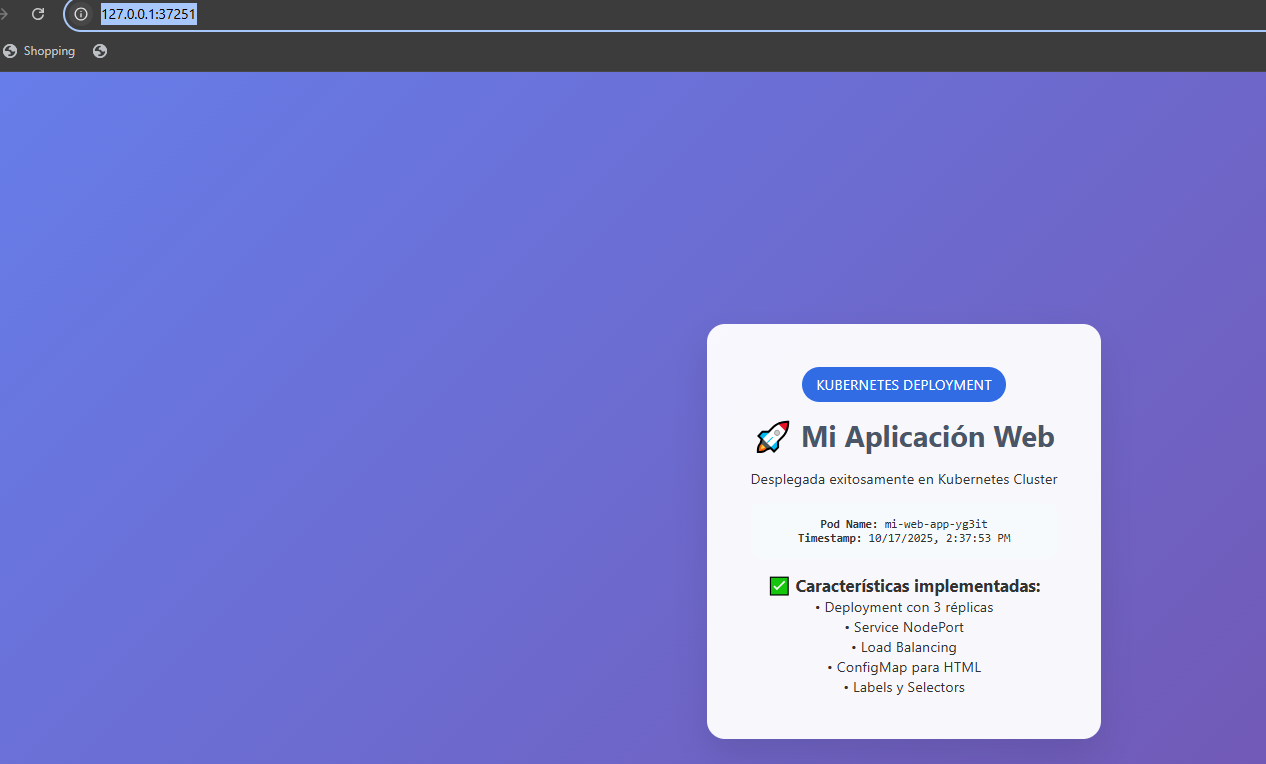 127.0.0.1:37251
Shopping
KUBERNETES DEPLOYMENT
🚀 Mi Aplicación Web
Desplegada exitosamente en Kubernetes Cluster
Pod Name: mi-web-app-yg3it
Timestamp: 10/17/2025, 2:37:53 PM
✅ Características implementadas:
• Deployment con 3 réplicas
• Service NodePort
• Load Balancing
• ConfigMap para HTML
• Labels y Selectors